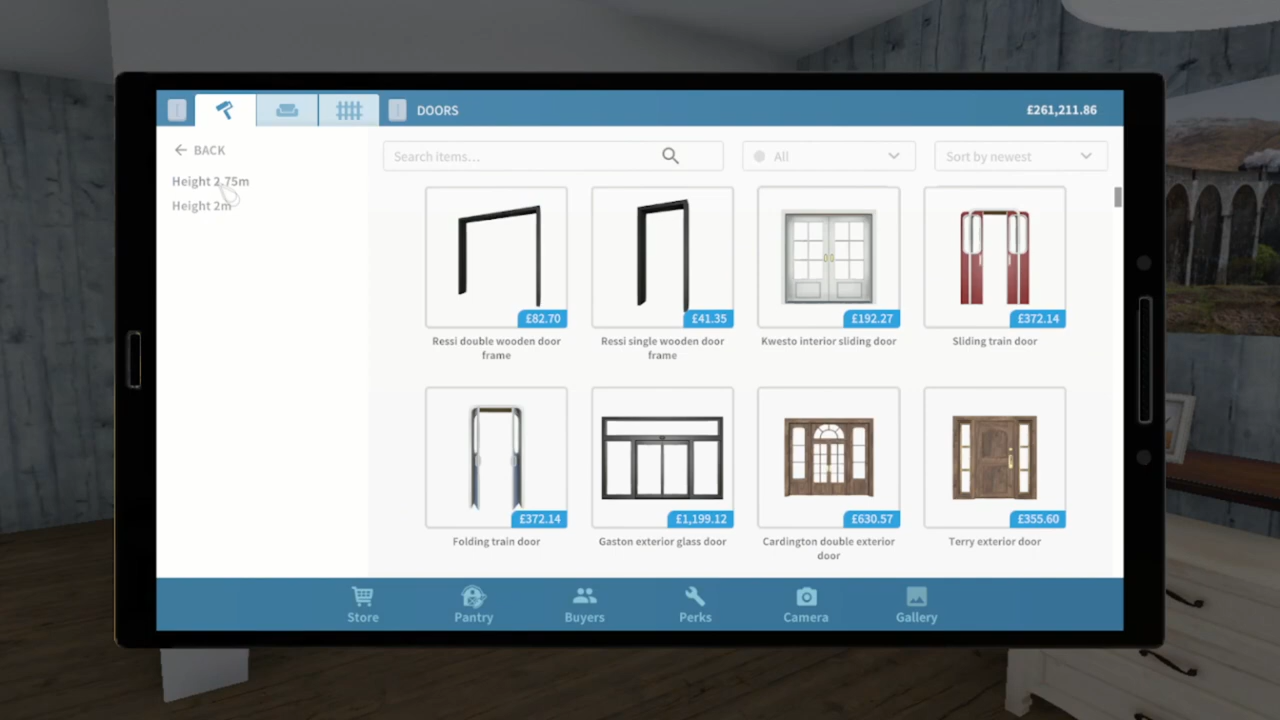 DOORS
£261,211.86
BACK
Height 2.75m
Height 2m
Search items...
All
Sort by newest
£82.70
Ressi double wooden door
frame
£41.35
Ressi single wooden door
frame
£192.27
Kwesto interior sliding door
£372.14
Sliding train door
£372.14
Folding train door
£1,199.12
Gaston exterior glass door
£630.57
Cardington double exterior
door
£355.60
Terry exterior door
Store
Pantry
Buyers
Perks
Camera
Gallery